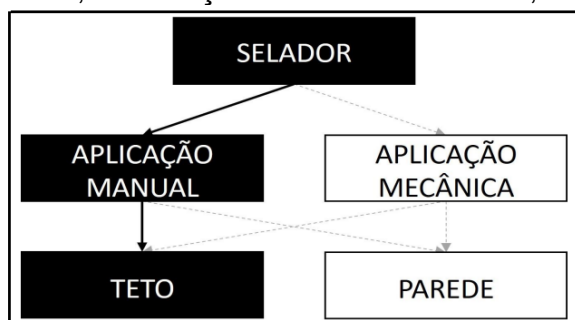 SELADOR
APLICAÇÃO
MANUAL
APLICAÇÃO
MECÂNICA
TETO
PAREDE